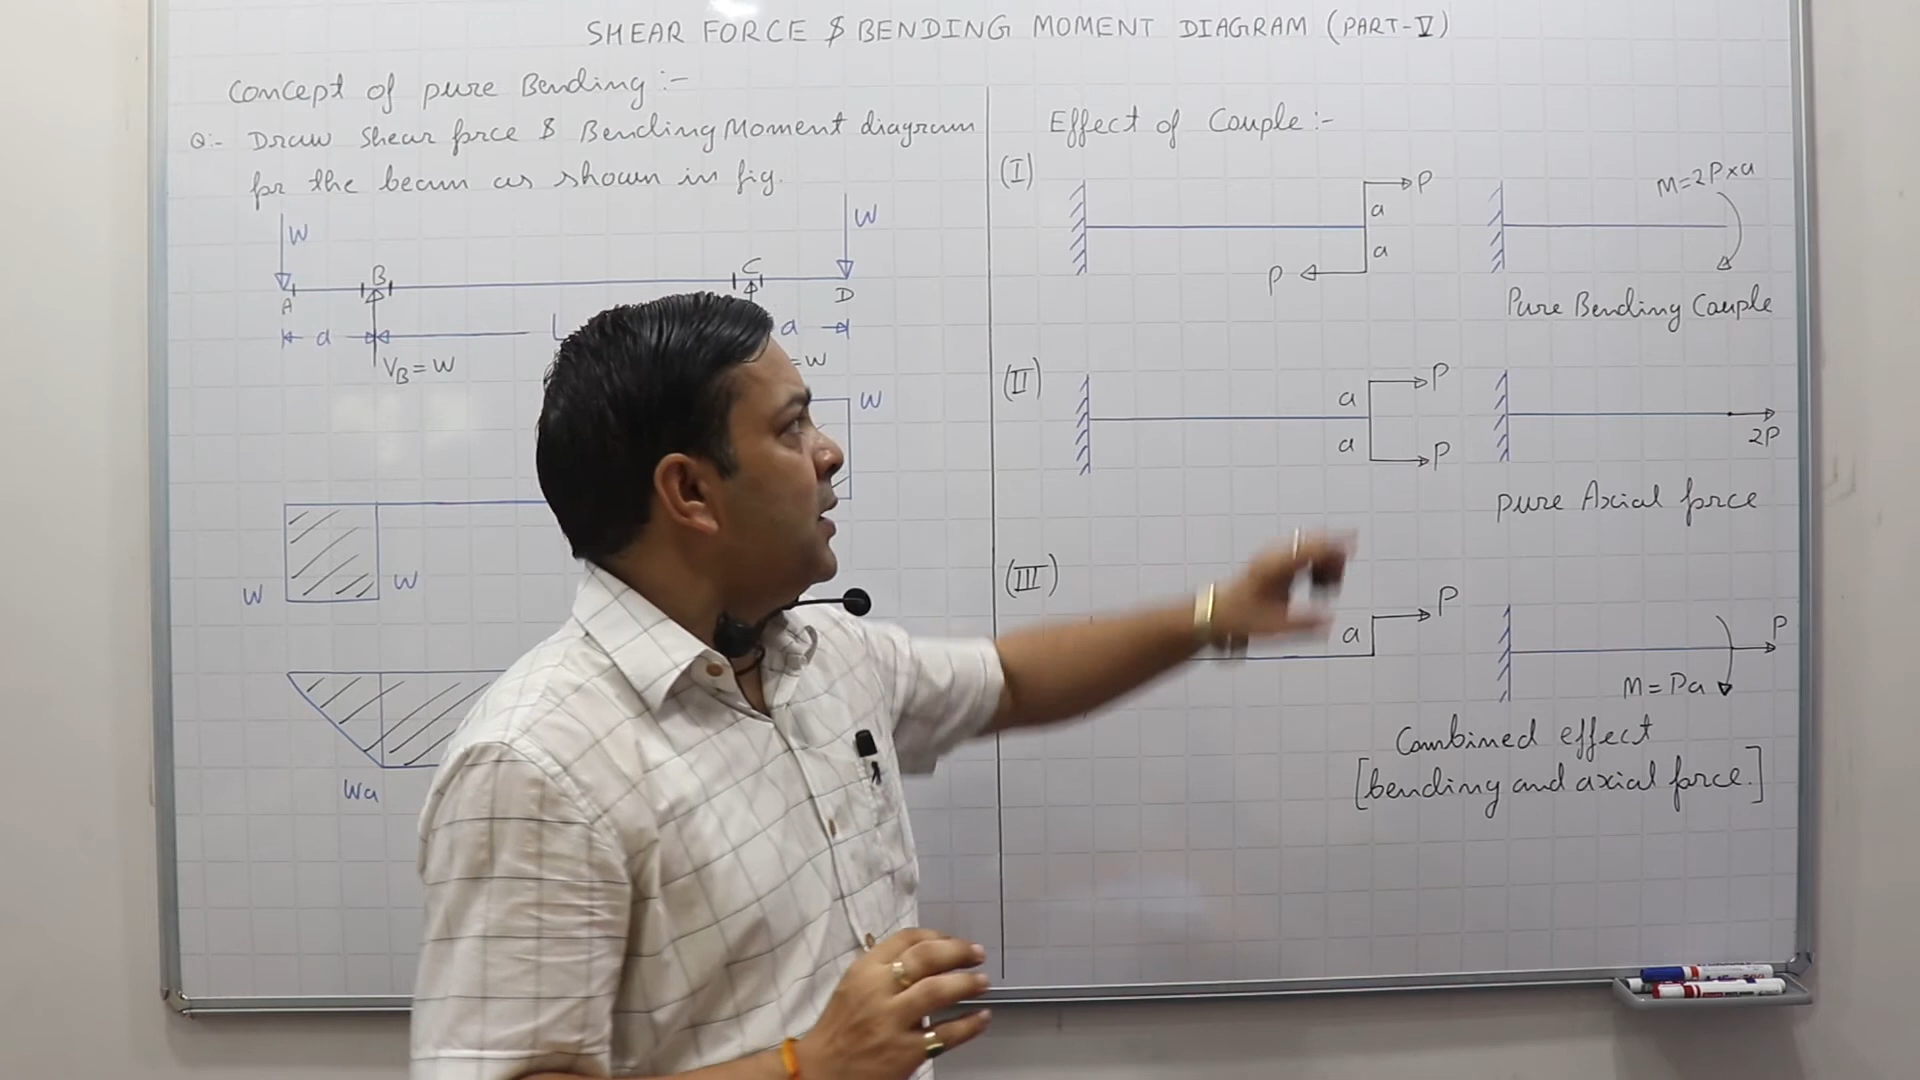 SHEAR FORCE & BENDING MOMENT DIAGRAM (PART-V)
Concept of pure Bending :-
Q:- Draw shear force & Bending Moment diagram
for the beam as shown in fig.
W
W
A
B
C
D
a
L
a
VB = W
= W
W
W
W
Wa
Effect of Couple :-
(I)
P
a
a
P
M=2P×a
Pure Bending Couple
(II)
P
a
a
P
2P
pure Axial force
(III)
P
a
P
M = Pa
Combined effect
[bending and axial force.]